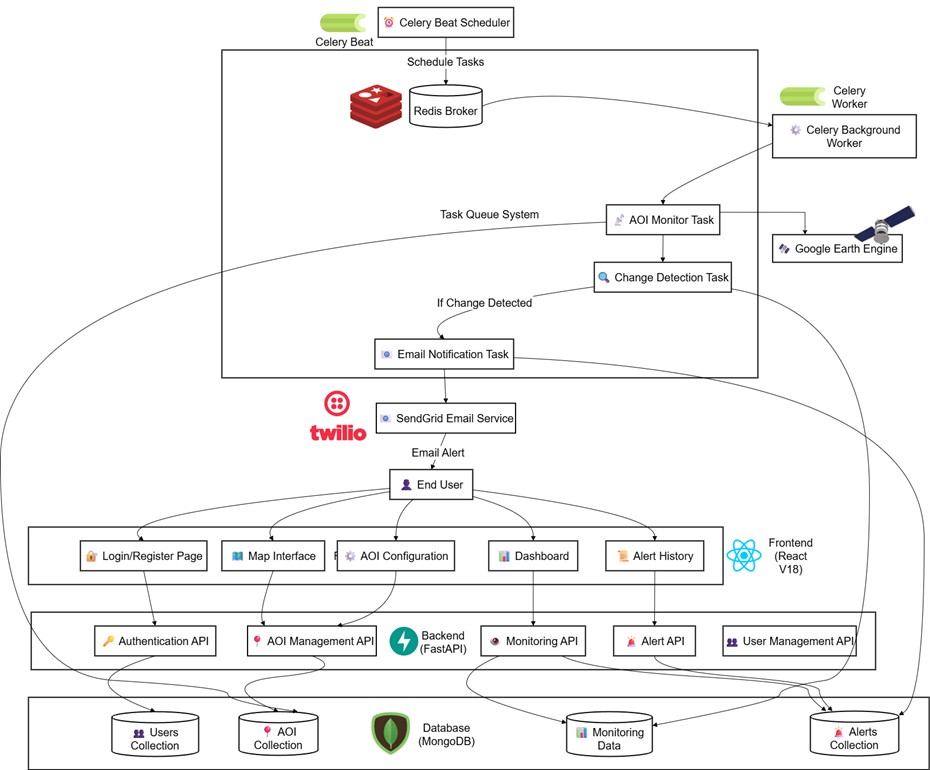 Celery Beat Scheduler
Celery Beat
Schedule Tasks
Redis Broker
Celery
Worker
Celery Background
Worker
Task Queue System
AOI Monitor Task
Google Earth Engine
Change Detection Task
If Change Detected
Email Notification Task
twilio
SendGrid Email Service
Email Alert
End User
Login/Register Page
Map Interface
F
AOI Configuration
Dashboard
Alert History
Frontend
(React
V18)
Authentication API
AOI Management API
Backend
(FastAPI)
Monitoring API
Alert API
User Management API
Users
Collection
AOI
Collection
Database
(MongoDB)
Monitoring
Data
Alerts
Collection